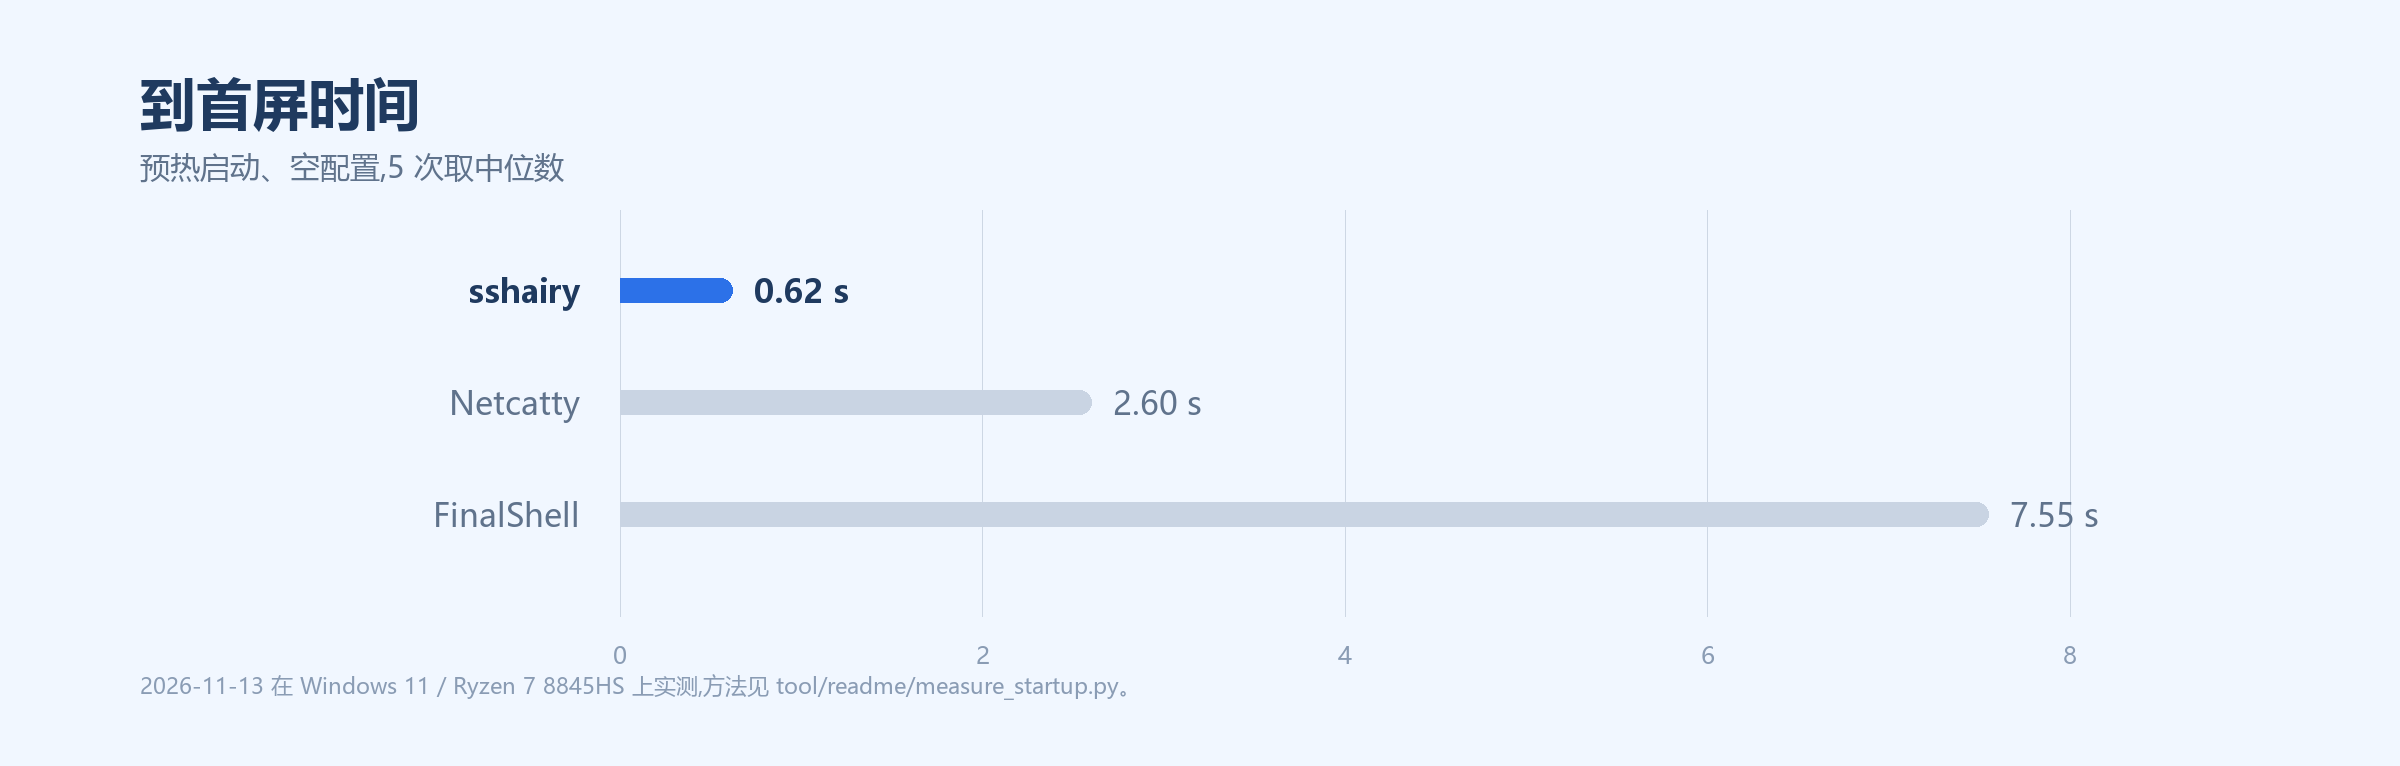 到首屏时间
预热启动、空配置,5 次取中位数
sshairy 0.62 s
Netcatty 2.60 s
FinalShell 7.55 s
0 2 4 6 8
2026-11-13 在 Windows 11 / Ryzen 7 8845HS 上实测,方法见 tool/readme/measure_startup.py。